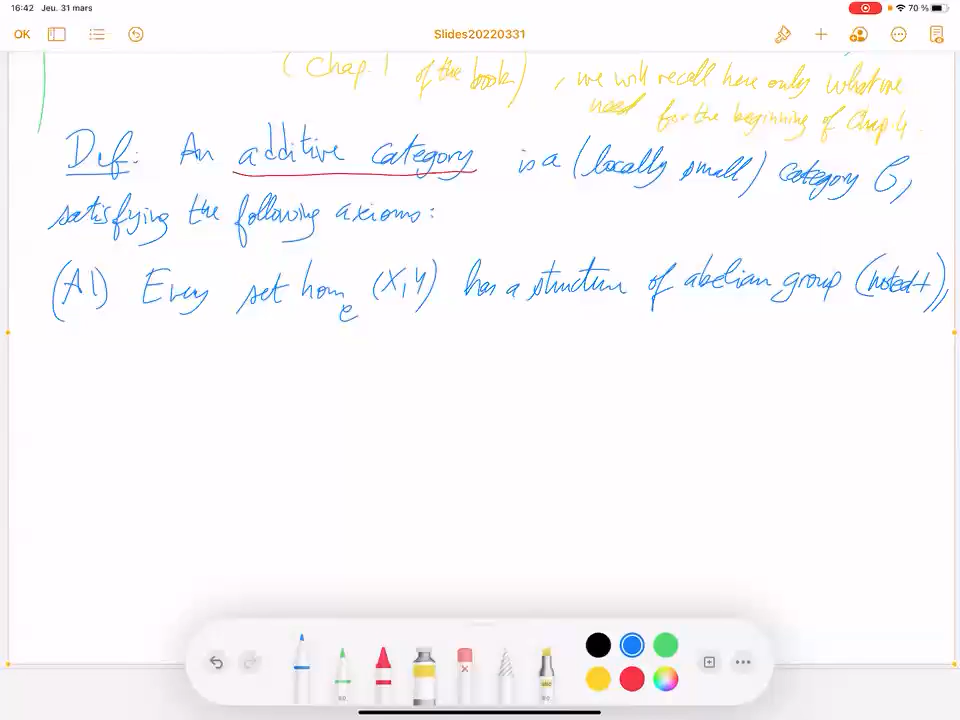 16:42 Jeu. 31 mars
70 %
OK
Slides20220331
(Chap. 1 of the book), we will recall here only what we
need for the beginning of Chap. 4.
Def: An additive category is a (locally small) category C,
satisfying the following axioms:
(A1) Every set hom_C (X,Y) has a structure of abelian group (noted +),